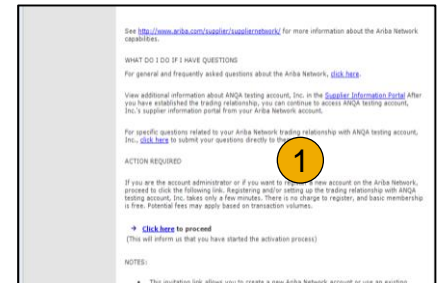 See http://www.ariba.com/supplier/suppliernetwork/ for more information about the Ariba Network
capabilities.
WHAT DO I DO IF I HAVE QUESTIONS
For general and frequently asked questions about the Ariba Network, click here.
View additional information about ANQA testing account, Inc. in the Supplier Information Portal After
you have established the trading relationship, you can continue to access ANQA testing account,
Inc.'s supplier information portal from your Ariba Network account.
For specific questions related to your Ariba Network trading relationship with ANQA testing account,
Inc., click here to submit your questions directly to
1
ACTION REQUIRED
If you are the account administrator or if you want to a new account on the Ariba Network,
proceed to click the following link. Registering and/or setting up the trading relationship with ANQA
testing account, Inc. takes only a few minutes. There is no charge to register, and basic membership
is free. Potential fees may apply based on transaction volumes.
→ Click here to proceed
(This will inform us that you have started the activation process)
NOTES:
• This invitation link allows you to create a new Ariba Network account or use an existing